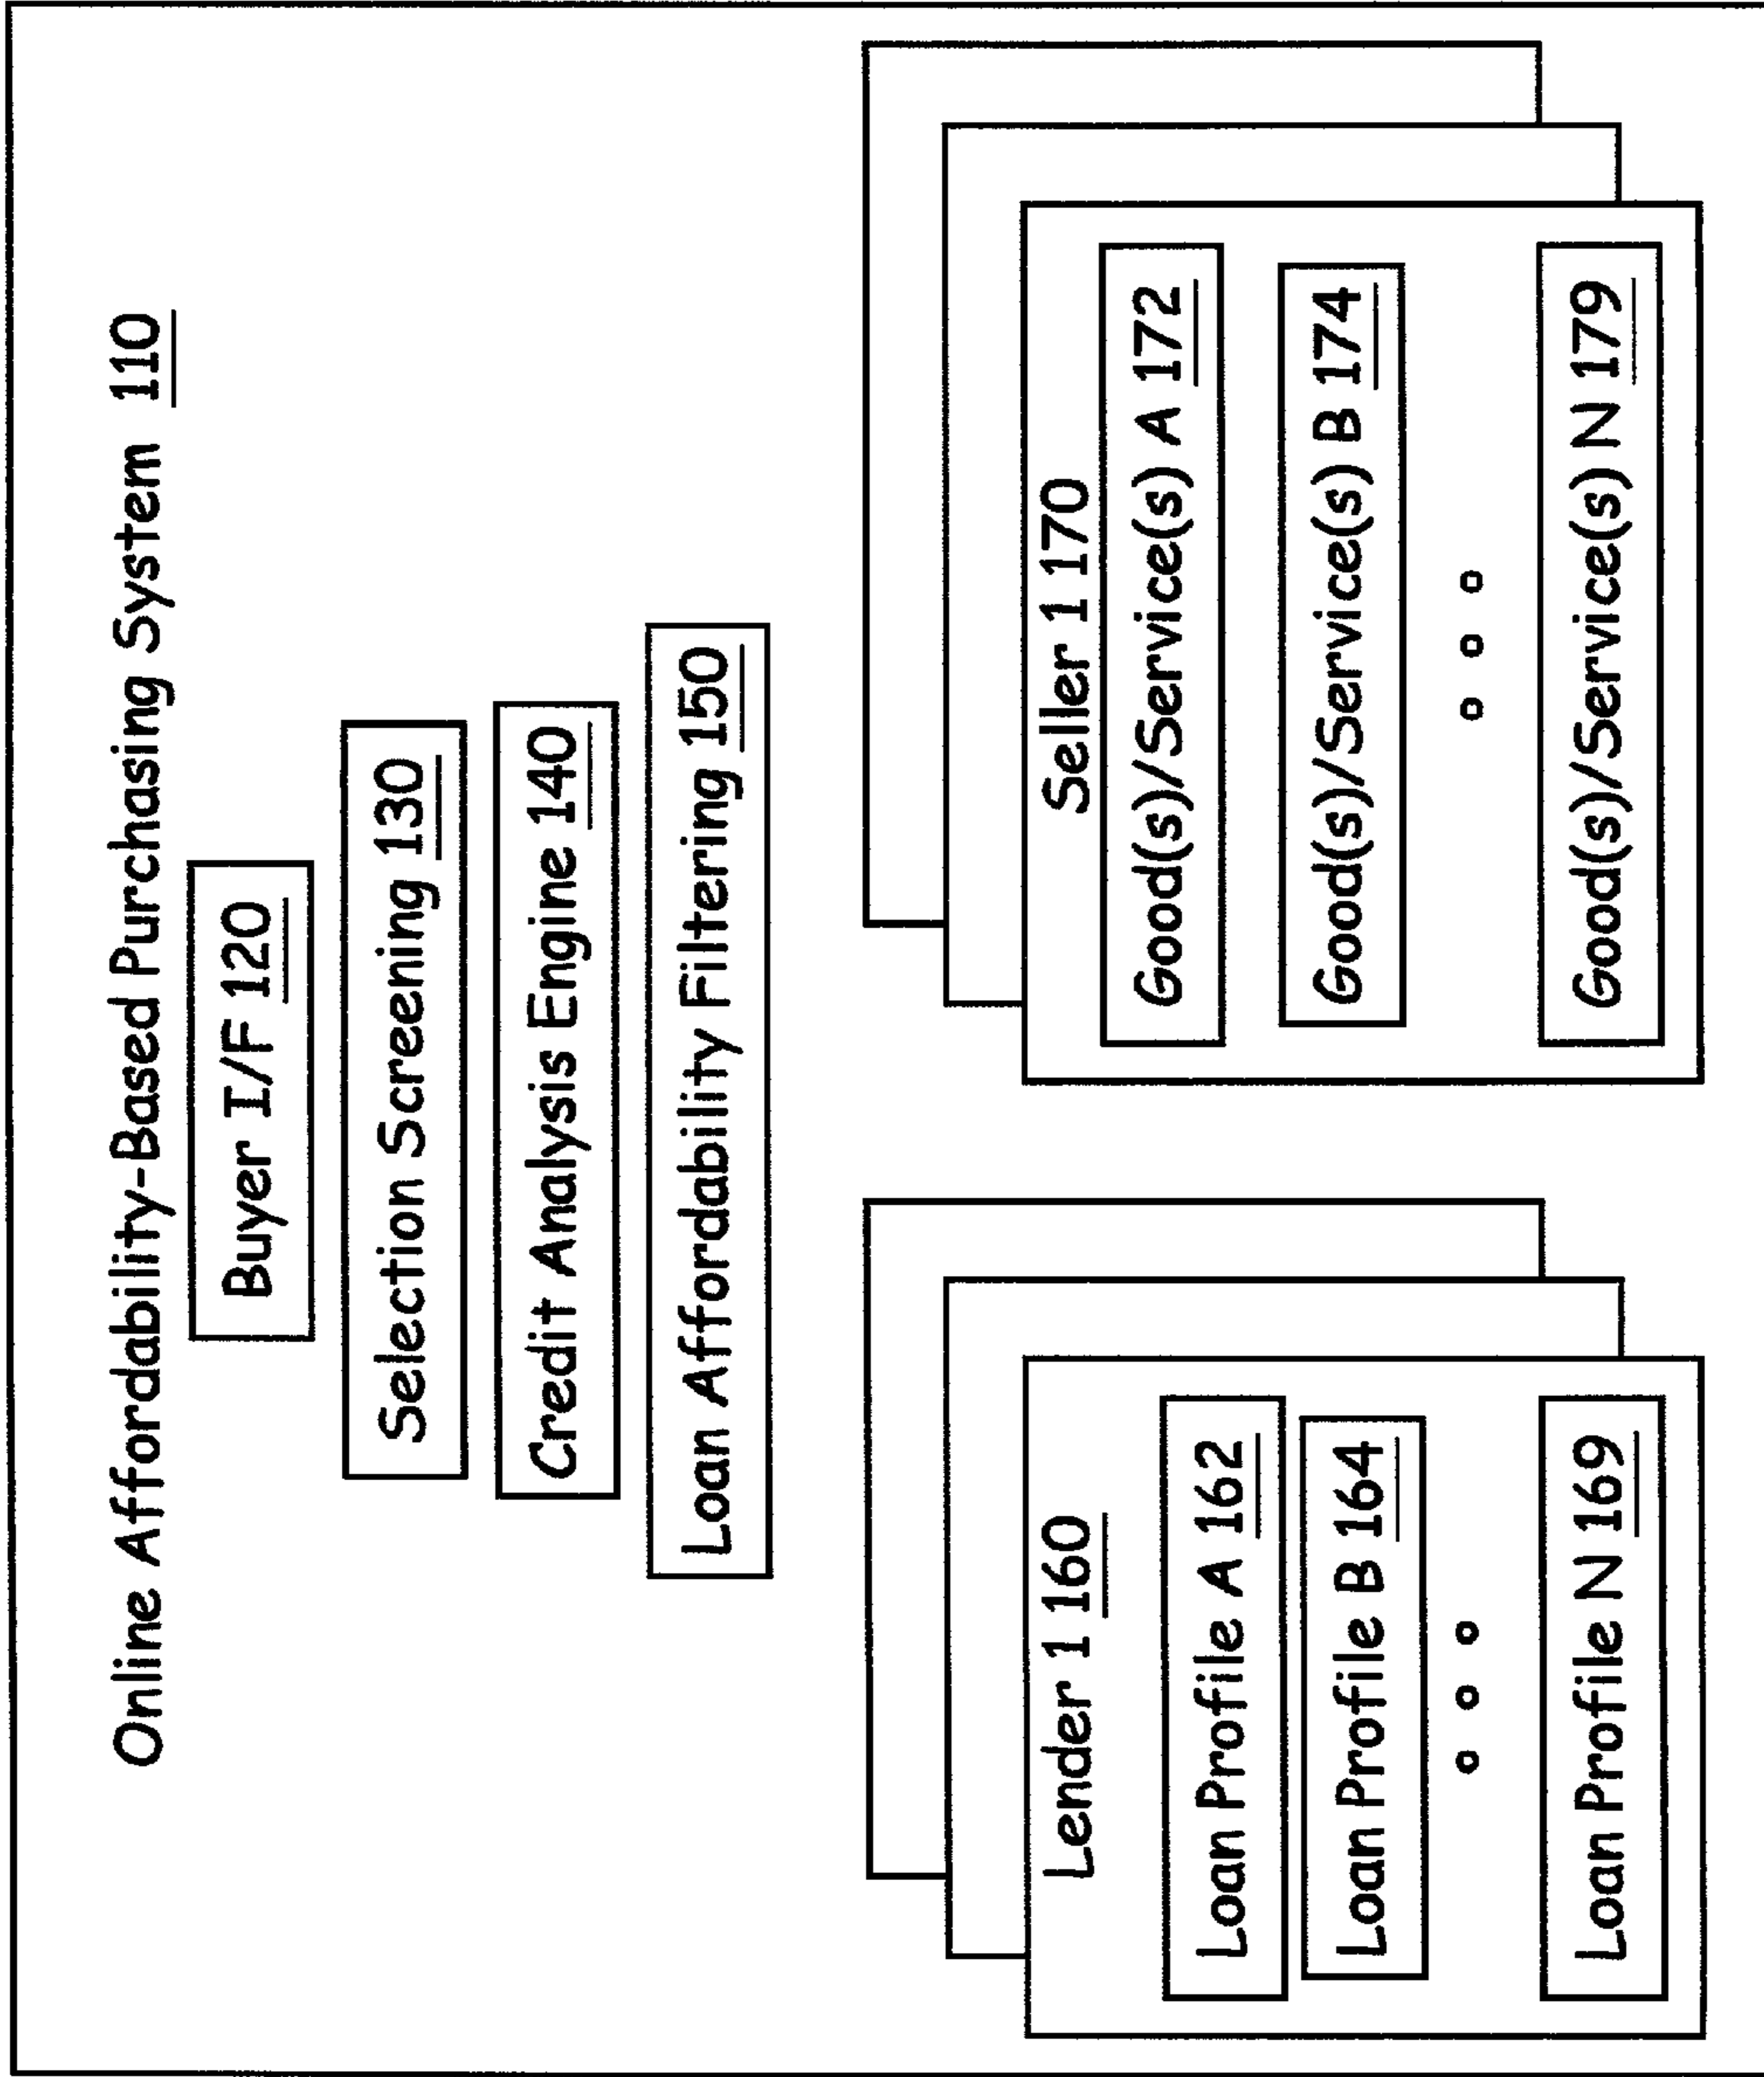 Online Affordability-Based Purchasing System 110
Buyer I/F 120
Selection Screening 130
Credit Analysis Engine 140
Loan Affordability Filtering 150
Lender 1 160
Loan Profile A 162
Loan Profile B 164
Loan Profile N 169
Seller 1 170
Good(s)/Service(s) A 172
Good(s)/Service(s) B 174
Good(s)/Service(s) N 179